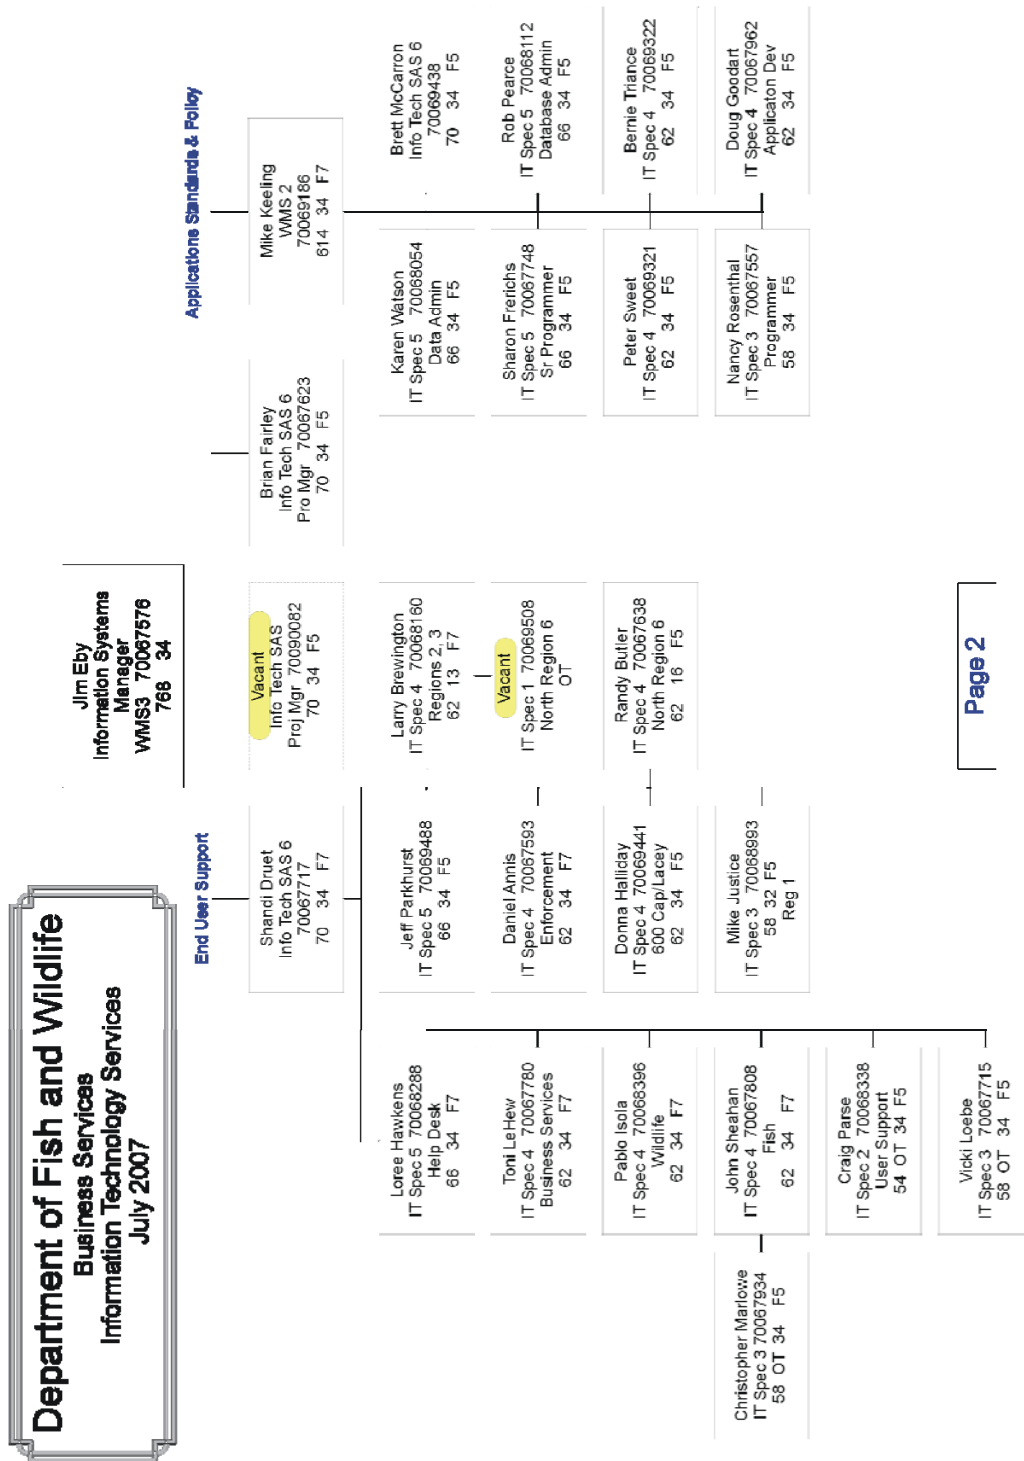 Department of Fish and Wildlife
Business Services
Information Technology Services
July 2007
Jim Eby
Information Systems
Manager
WMS3 70067576
768 34
End User Support
Applications Standards & Policy
Shandi Druet
Info Tech SAS 6
70067717
70 34 F7
Vacant
Info Tech SAS
Proj Mgr 70090082
70 34 F5
Brian Fairley
Info Tech SAS 6
Pro Mgr 70067623
70 34 F5
Mike Keeling
WMS 2
70069186
614 34 F7
Loree Hawkens
IT Spec 5 70068288
Help Desk
66 34 F7
Jeff Parkhurst
IT Spec 5 70069488
66 34 F5
Larry Brewington
IT Spec 4 70068160
Regions 2, 3
62 13 F7
Karen Watson
IT Spec 5 70068054
Data Admin
66 34 F5
Brett McCarron
Info Tech SAS 6
70069438
70 34 F5
Toni LeHew
IT Spec 4 70067780
Business Services
62 34 F7
Daniel Annis
IT Spec 4 70067593
Enforcement
62 34 F7
Vacant
IT Spec 1 70069508
North Region 6
OT
Sharon Frerichs
IT Spec 5 70067748
Sr Programmer
66 34 F5
Rob Pearce
IT Spec 5 70068112
Database Admin
66 34 F5
Pablo Isola
IT Spec 4 70068396
Wildlife
62 34 F7
Donna Halliday
IT Spec 4 70069441
600 Cap/Lacey
62 34 F5
Randy Butler
IT Spec 4 70067638
North Region 6
62 16 F5
Peter Sweet
IT Spec 4 70069321
62 34 F5
Bernie Triance
IT Spec 4 70069322
62 34 F5
Christopher Marlowe
IT Spec 3 70067934
58 OT 34 F5
John Sheahan
IT Spec 4 70067808
Fish
62 34 F7
Mike Justice
IT Spec 3 70068993
58 32 F5
Reg 1
Nancy Rosenthal
IT Spec 3 70067557
Programmer
58 34 F5
Doug Goodart
IT Spec 4 70067962
Applicaton Dev
62 34 F5
Craig Parse
IT Spec 2 70068338
User Support
54 OT 34 F5
Vicki Loebe
IT Spec 3 70067715
58 OT 34 F5
Page 2